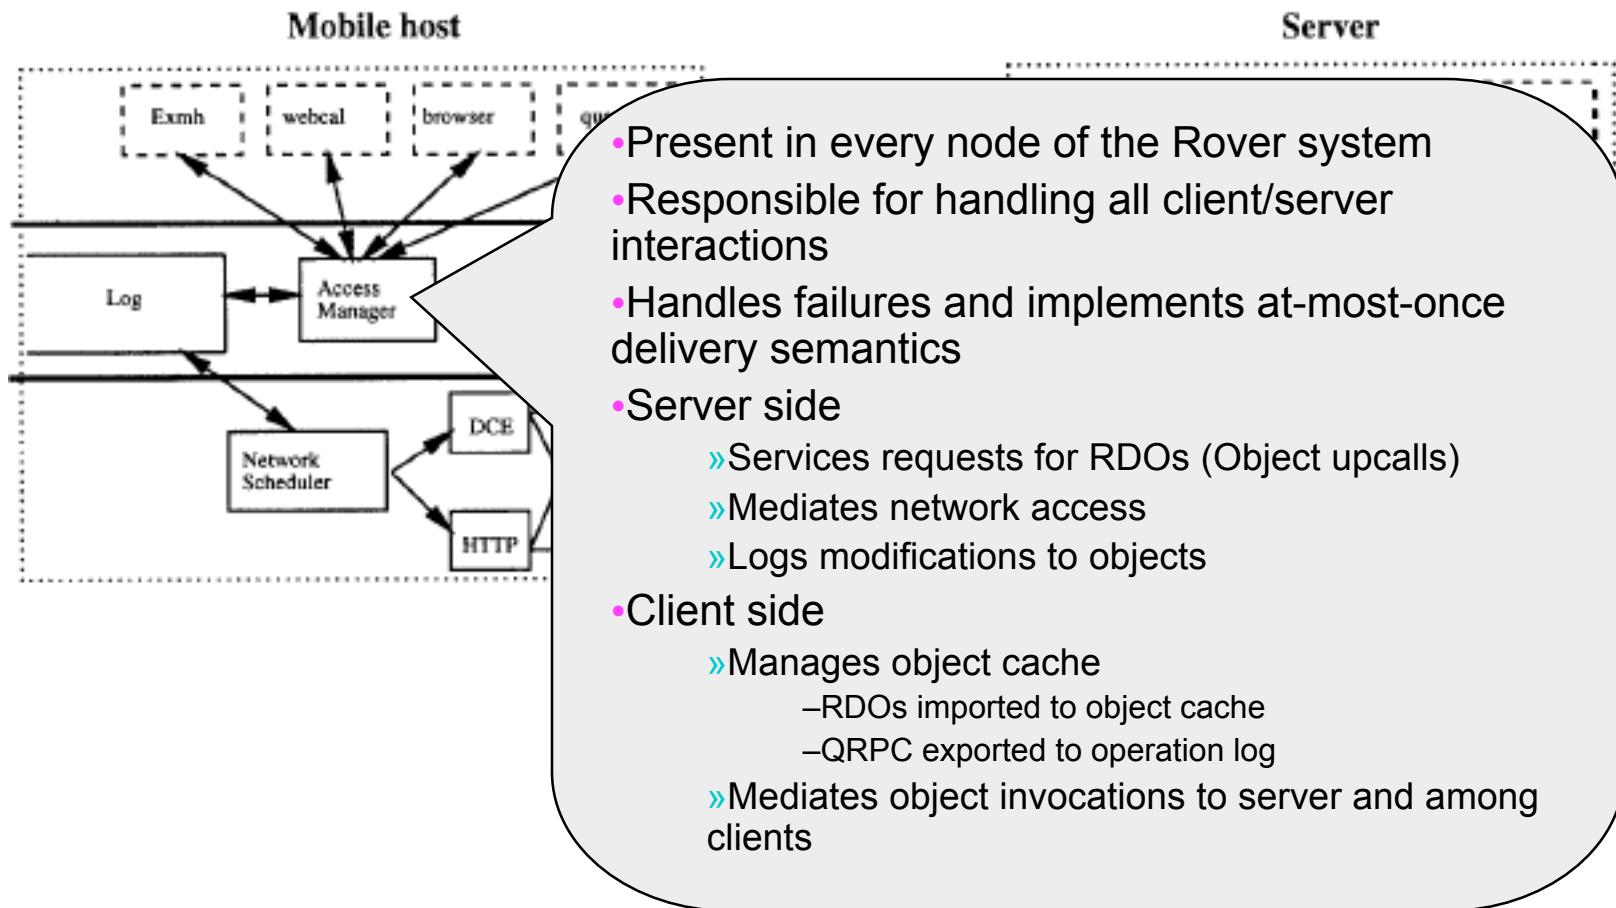 Mobile host
Server
Exmh
webcal
browser
Log
Access
Manager
Network
Scheduler
DCE
HTTP
•Present in every node of the Rover system
•Responsible for handling all client/server
interactions
•Handles failures and implements at-most-once
delivery semantics
•Server side
»Services requests for RDOs (Object upcalls)
»Mediates network access
»Logs modifications to objects
•Client side
»Manages object cache
–RDOs imported to object cache
–QRPC exported to operation log
»Mediates object invocations to server and among
clients